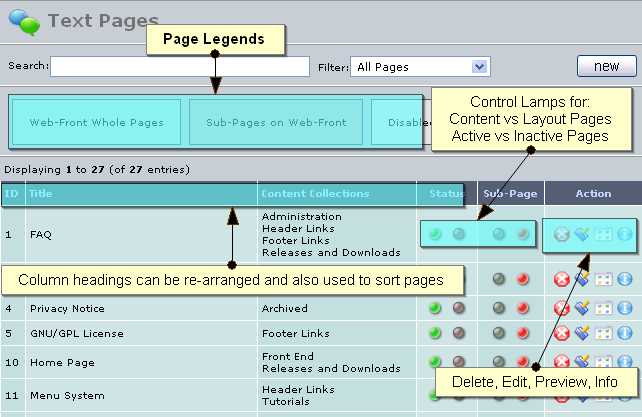 Text Pages
Page Legends
Search:
Filter: All Pages
new
Web-Front Whole Pages
Sub-Pages on Web-Front
Control Lamps for:
Content vs Layout Pages
Active vs Inactive Pages
Displaying 1 to 27 (of 27 entries)
ID Title Content Collections Status Sub-Page Action
1 FAQ
Administration
Header Links
Footer Links
Releases and Downloads
Column headings can be re-arranged and also used to sort pages
4 Privacy Notice Archived
5 GNU/GPL License Footer Links
10 Home Page
Front End
Releases and Downloads
Delete, Edit, Preview, Info
11 Menu System
Header Links
Tutorials